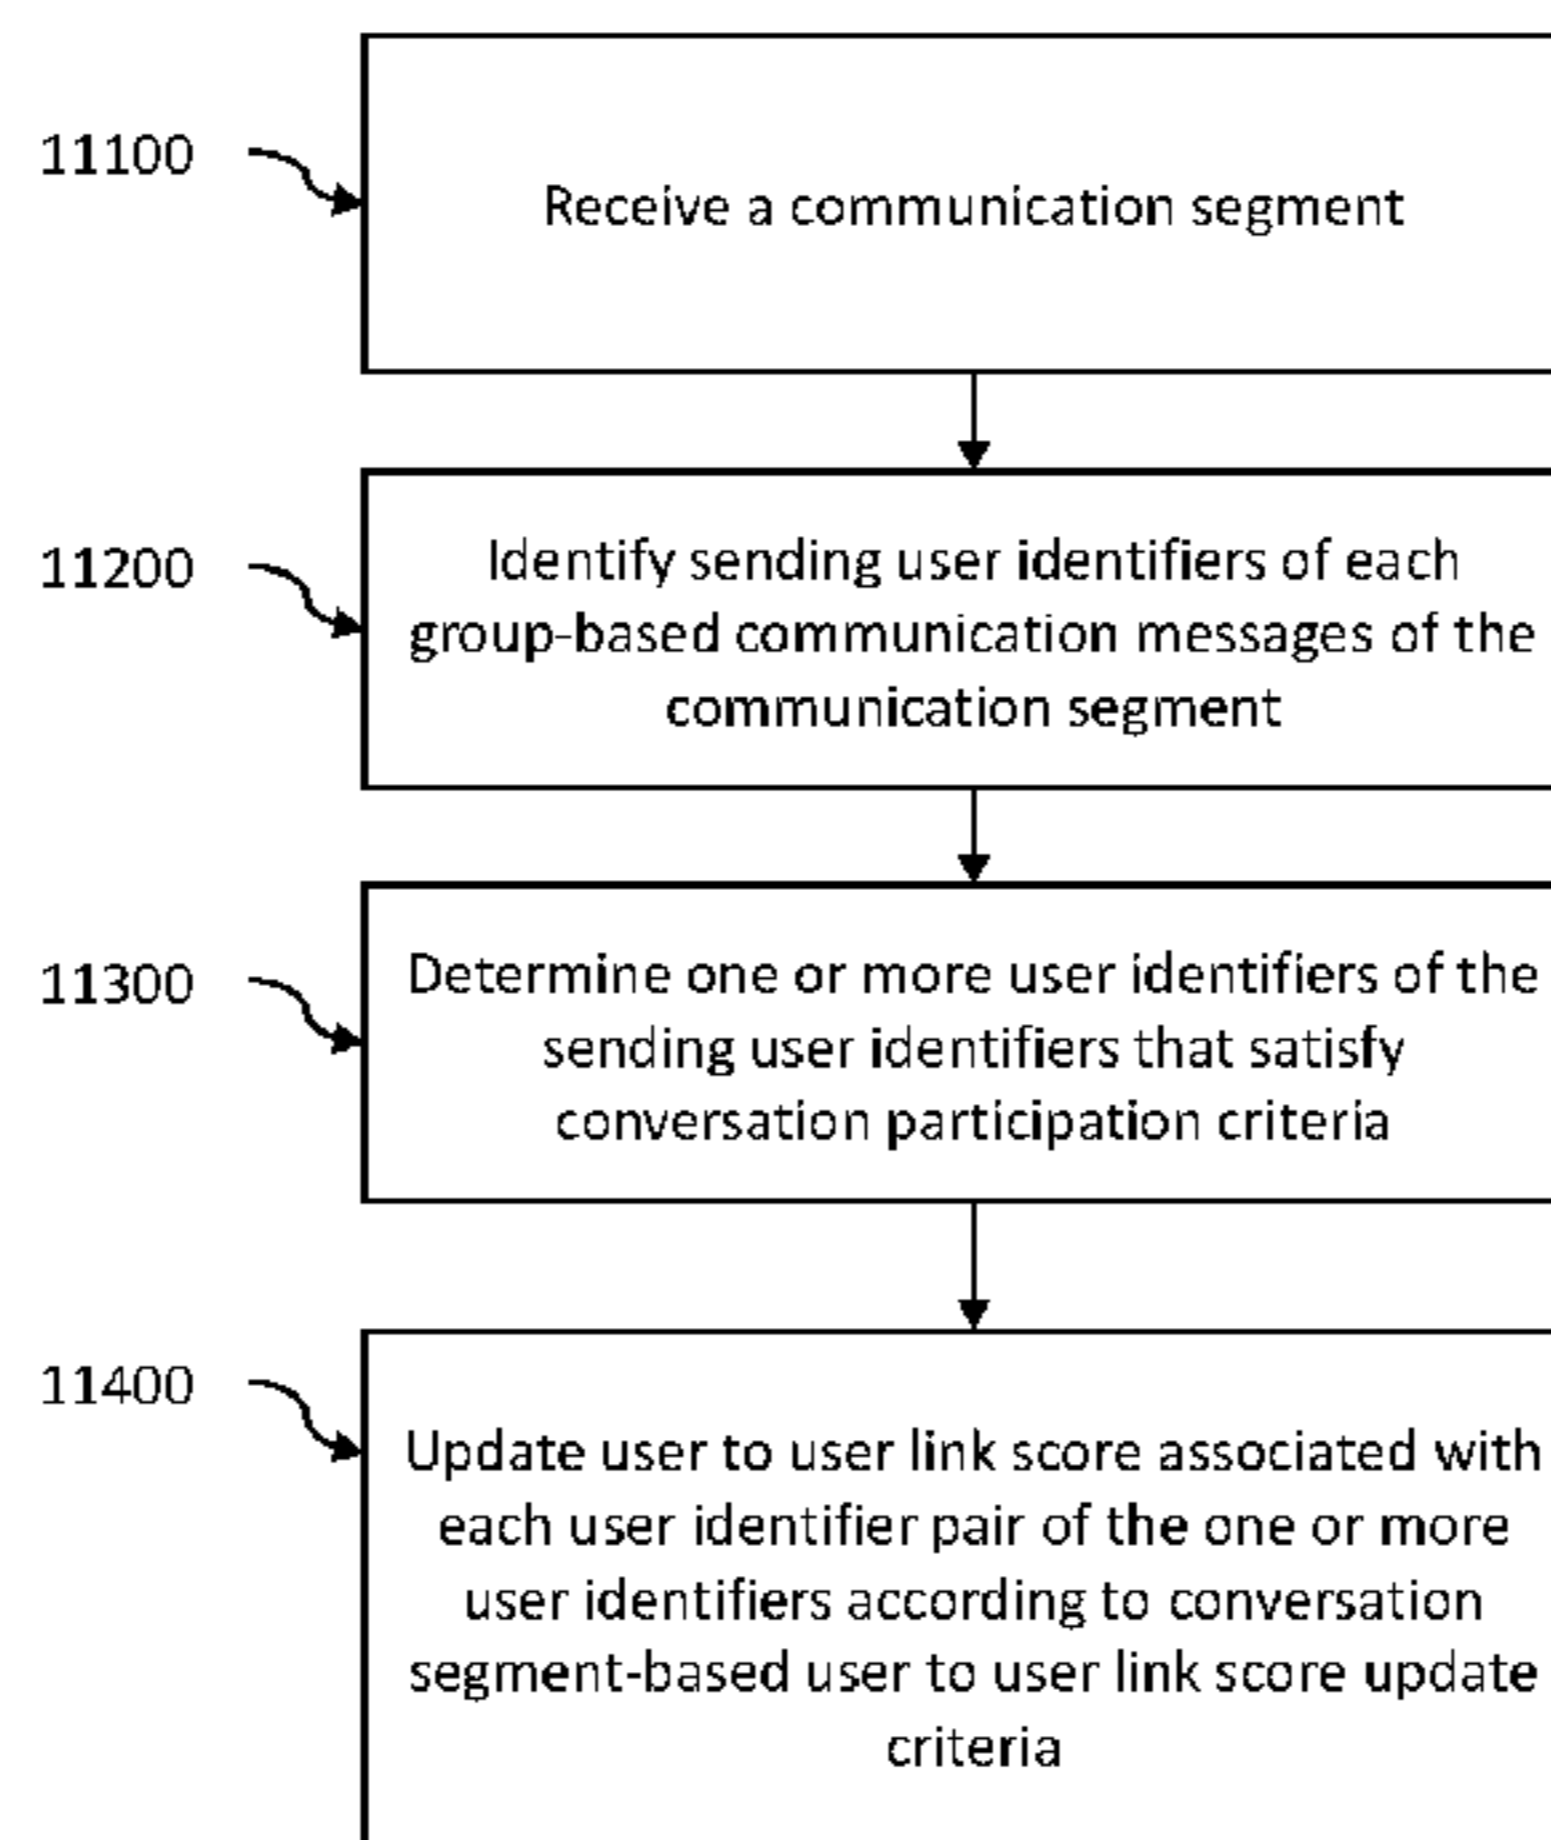 11100
Receive a communication segment
11200
Identify sending user identifiers of each
group-based communication messages of the
communication segment
11300
Determine one or more user identifiers of the
sending user identifiers that satisfy
conversation participation criteria
11400
Update user to user link score associated with
each user identifier pair of the one or more
user identifiers according to conversation
segment-based user to user link score update
criteria